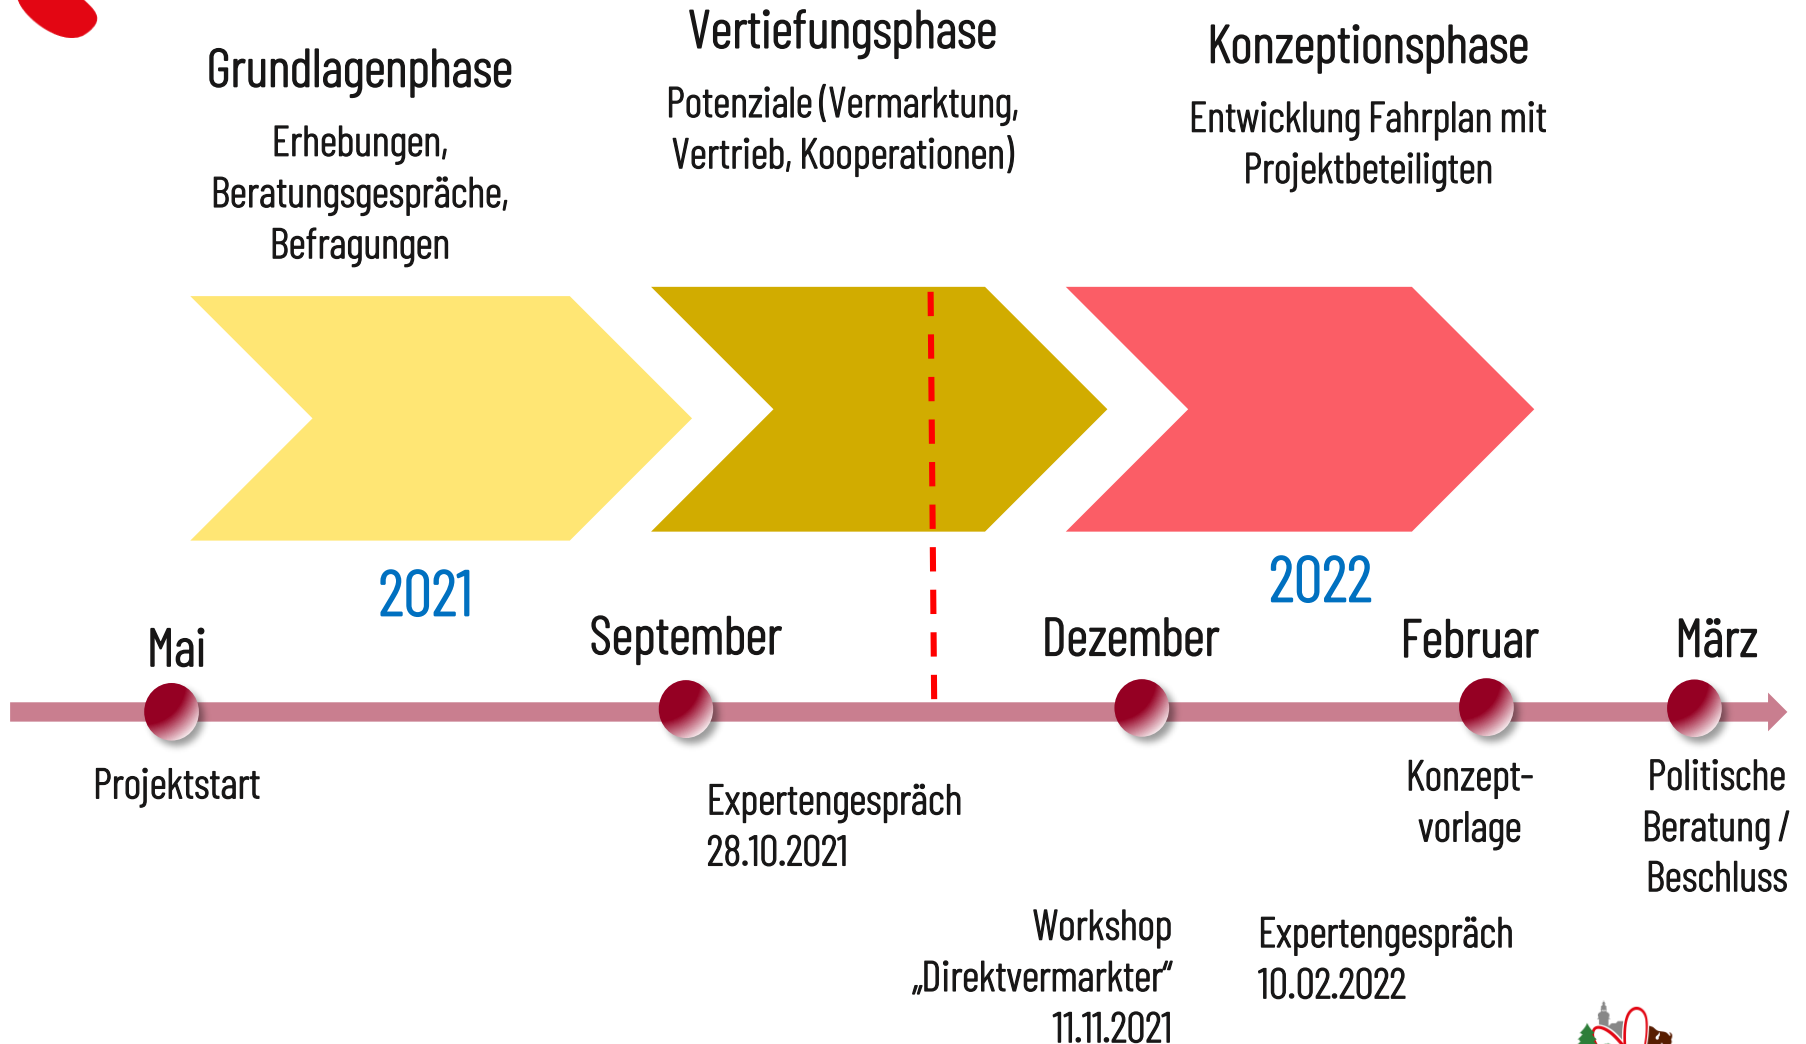 Grundlagenphase
Erhebungen,
Beratungsgespräche,
Befragungen
Vertiefungsphase
Potenziale (Vermarktung,
Vertrieb, Kooperationen)
Konzeptionsphase
Entwicklung Fahrplan mit
Projektbeteiligten
2021
2022
Mai
September
Dezember
Februar
März
Projektstart
Expertengespräch
28.10.2021
Workshop
„Direktvermarkter“
11.11.2021
Expertengespräch
10.02.2022
Konzept-
vorlage
Politische
Beratung /
Beschluss